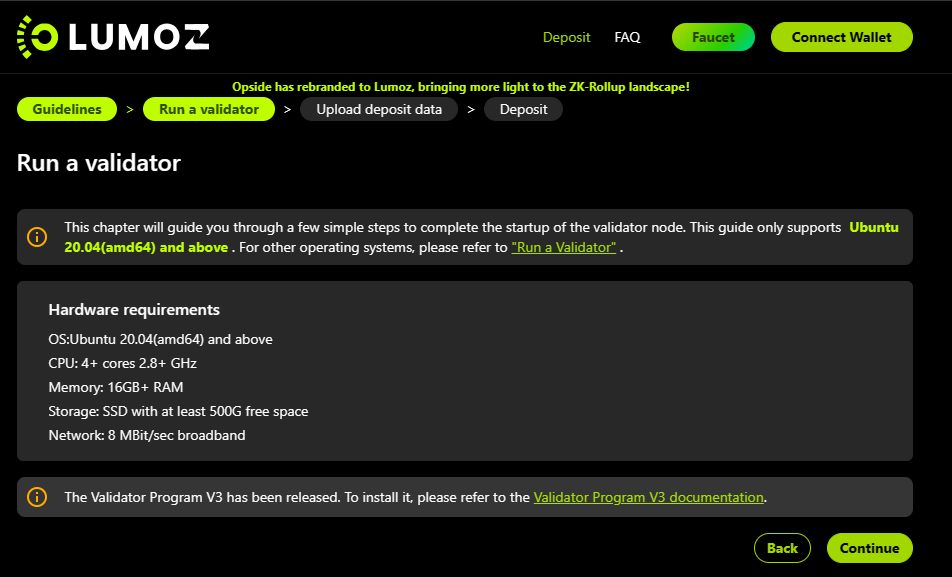 LUMOZ
Deposit FAQ Faucet Connect Wallet
Opside has rebranded to Lumoz, bringing more light to the ZK-Rollup landscape!
Guidelines > Run a validator > Upload deposit data > Deposit
Run a validator
This chapter will guide you through a few simple steps to complete the startup of the validator node. This guide only supports Ubuntu
20.04(amd64) and above . For other operating systems, please refer to "Run a Validator" .
Hardware requirements
OS:Ubuntu 20.04(amd64) and above
CPU: 4+ cores 2.8+ GHz
Memory: 16GB+ RAM
Storage: SSD with at least 500G free space
Network: 8 MBit/sec broadband
The Validator Program V3 has been released. To install it, please refer to the Validator Program V3 documentation.
Back Continue